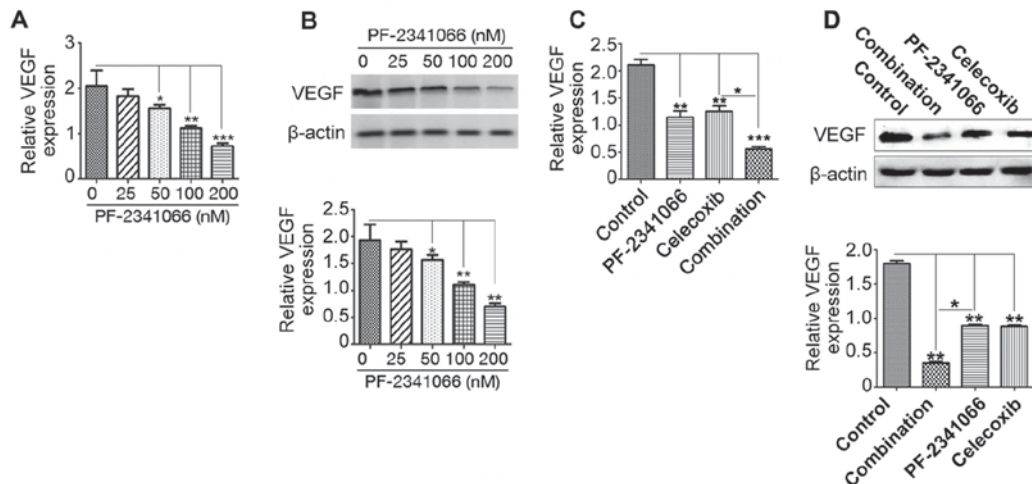 A
Relative VEGF
expression
3
2
1
0
*
**
***
0 25 50 100 200
PF-2341066 (nM)
B
PF-2341066 (nM)
0 25 50 100 200
VEGF
β-actin
Relative VEGF
expression
2.5
2.0
1.5
1.0
0.5
0
*
**
**
0 25 50 100 200
PF-2341066 (nM)
C
Relative VEGF
expression
2.5
2.0
1.5
1.0
0.5
0
**
**
*
***
Control
PF-2341066
Celecoxib
Combination
D
Control
Combination
PF-2341066
Celecoxib
VEGF
β-actin
Relative VEGF
expression
2.0
1.5
1.0
0.5
0
**
*
**
**
Control
Combination
PF-2341066
Celecoxib